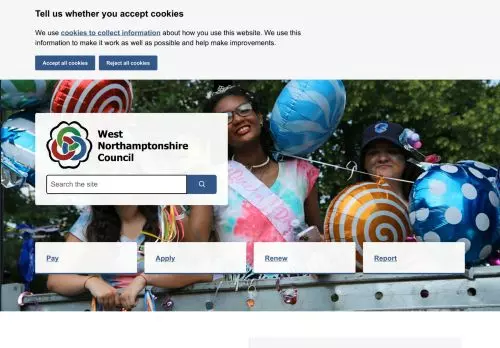 Tell us whether you accept cookies
We use cookies to collect information about how you use this website. We use this
information to make it work as well as possible and help make improvements.
Accept all cookies
Reject all cookies
West
Northamptonshire
Council
Search the site
Pay
Apply
Renew
Report